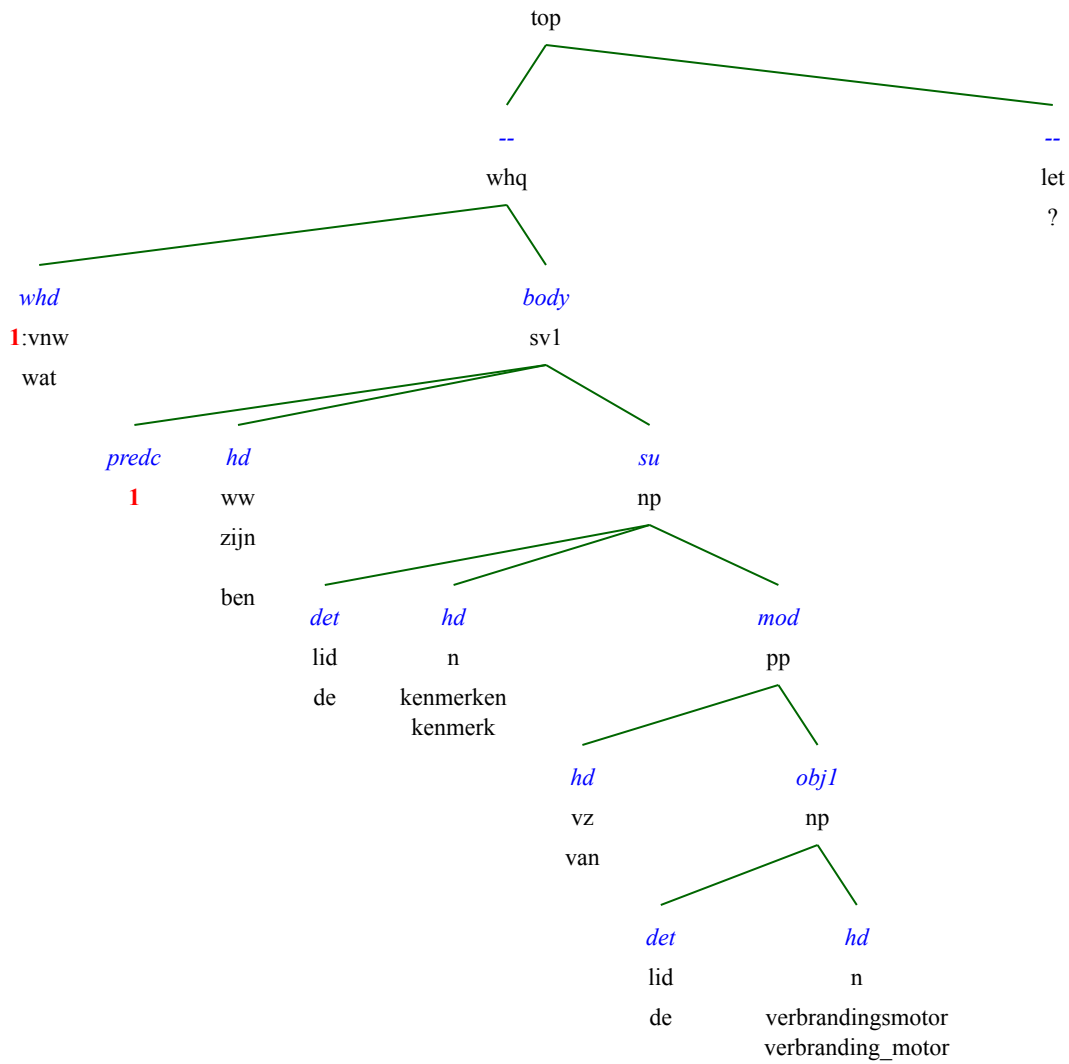 top
-- --
whq let
?
whd body
1:vnw sv1
wat
predc hd su
1 ww np
zijn
ben
det hd mod
lid n pp
de kenmerken
kenmerk
hd obj1
vz np
van
det hd
lid n
de verbrandingsmotor
verbranding_motor